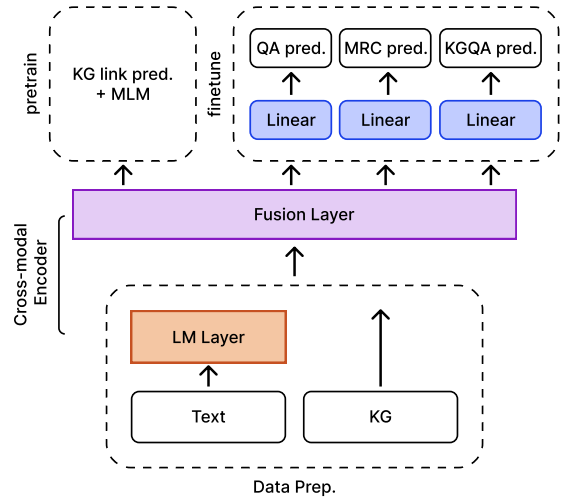 pretrain
KG link pred.
+ MLM
finetune
QA pred.
MRC pred.
KGQA pred.
Linear
Linear
Linear
Fusion Layer
Cross-modal
Encoder
LM Layer
Text
KG
Data Prep.